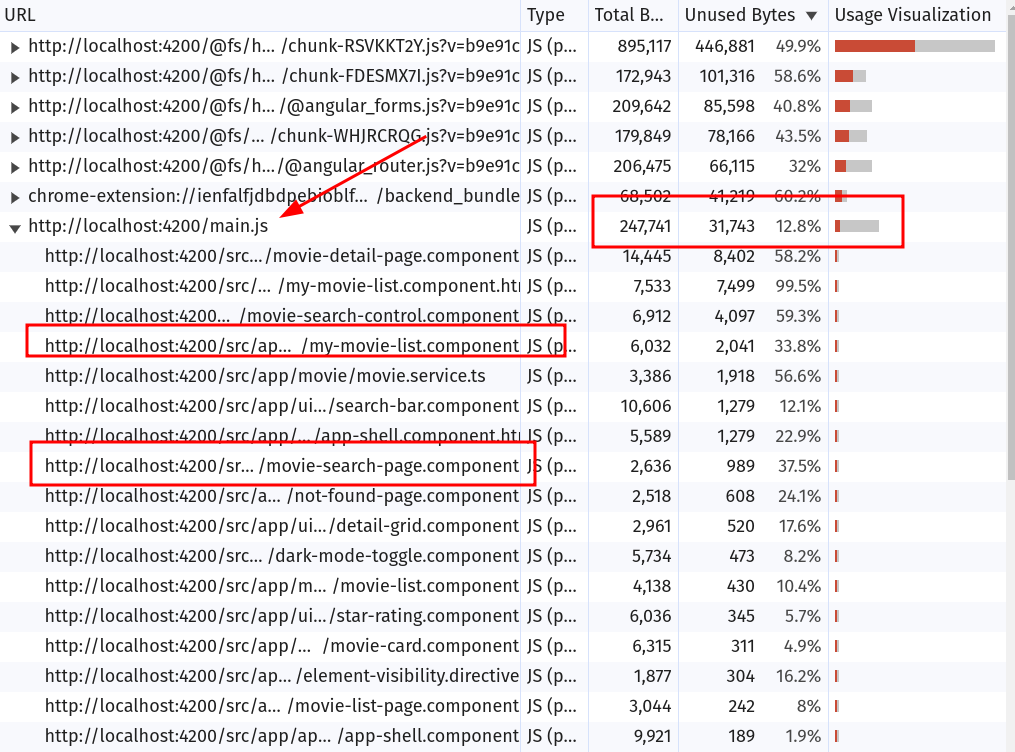 URL Type Total B... Unused Bytes ▼ Usage Visualization
http://localhost:4200/@fs/h... /chunk-RSVKKT2Y.js?v=b9e91c JS (p... 895,117 446,881 49.9%
http://localhost:4200/@fs/h... /chunk-FDESMX7I.js?v=b9e91c JS (p... 172,943 101,316 58.6%
http://localhost:4200/@fs/h... /@angular_forms.js?v=b9e91c JS (p... 209,642 85,598 40.8%
http://localhost:4200/@fs/... /chunk-WHJRCRQG.js?v=b9e91c JS (p... 179,849 78,166 43.5%
http://localhost:4200/@fs/h... /@angular_router.js?v=b9e91c JS (p... 206,475 66,115 32%
chrome-extension://ienfalfjdbdpebioblf... /backend_bundle JS (p... 68,502 41,219 60.2%
http://localhost:4200/main.js JS (p... 247,741 31,743 12.8%
http://localhost:4200/src... /movie-detail-page.component JS (p... 14,445 8,402 58.2%
http://localhost:4200/src/... /my-movie-list.component.htm JS (p... 7,533 7,499 99.5%
http://localhost:4200... /movie-search-control.component JS (p... 6,912 4,097 59.3%
http://localhost:4200/src/ap... /my-movie-list.component JS (p... 6,032 2,041 33.8%
http://localhost:4200/src/app/movie/movie.service.ts JS (p... 3,386 1,918 56.6%
http://localhost:4200/src/app/ui.../search-bar.component JS (p... 10,606 1,279 12.1%
http://localhost:4200/src/app/.../app-shell.component.htm JS (p... 5,589 1,279 22.9%
http://localhost:4200/sr... /movie-search-page.component JS (p... 2,636 989 37.5%
http://localhost:4200/src/a... /not-found-page.component JS (p... 2,518 608 24.1%
http://localhost:4200/src/app/ui.../detail-grid.component JS (p... 2,961 520 17.6%
http://localhost:4200/src... /dark-mode-toggle.component JS (p... 5,734 473 8.2%
http://localhost:4200/src/app/m... /movie-list.component JS (p... 4,138 430 10.4%
http://localhost:4200/src/app/ui.../star-rating.component JS (p... 6,036 345 5.7%
http://localhost:4200/src/app/... /movie-card.component JS (p... 6,315 311 4.9%
http://localhost:4200/src/ap... /element-visibility.directive JS (p... 1,877 304 16.2%
http://localhost:4200/src/a... /movie-list-page.component JS (p... 3,044 242 8%
http://localhost:4200/src/app/ap... /app-shell.component JS (p... 9,921 189 1.9%